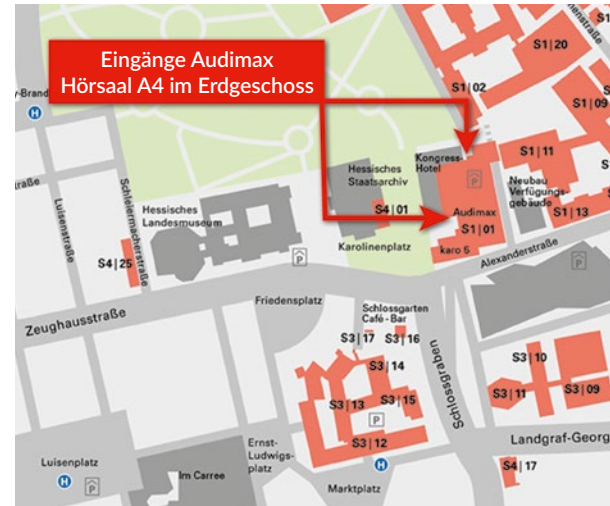 Eingänge Audimax
Hörsaal A4 im Erdgeschoss
S1|20
S1|02
S1|09
H
P
Kongress-
Hotel
S1|11
Hessisches
Staatsarchiv
Neubau
Verfügungs-
gebäude
Luisenstraße
Schleiermacherstraße
Hessisches
Landesmuseum
S4|01
Audimax
S1|01
S1|13
Karolinenplatz
karo 5
Alexanderstraße
S4|25
P
P
Friedensplatz
Zeughausstraße
Schlossgarten
Café-Bar
S3|17
S3|16
S3|14
S3|10
S3|13
S3|15
S3|11
S3|09
P
Schlossgraben
S3|12
Ernst-
Ludwigs-
platz
H
Landgraf-Georg
Luisenplatz
S4|17
H
P
Im Carree
Marktplatz